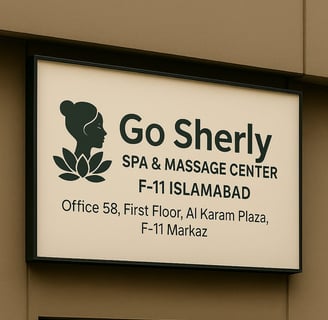 Go Sherly
SPA & MASSAGE CENTER
F-11 ISLAMABAD
Office 58, First Floor, Al Karam Plaza,
F-11 Markaz